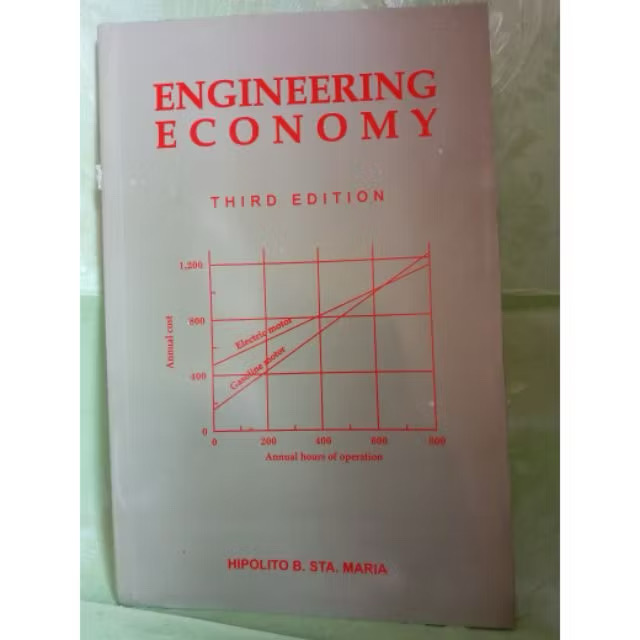 ENGINEERING
ECONOMY
THIRD EDITION
1,200
800
400
0
Annual cost
Electric motor
Gasoline motor
0 200 400 600 800
Annual hours of operation
HIPOLITO B. STA. MARIA